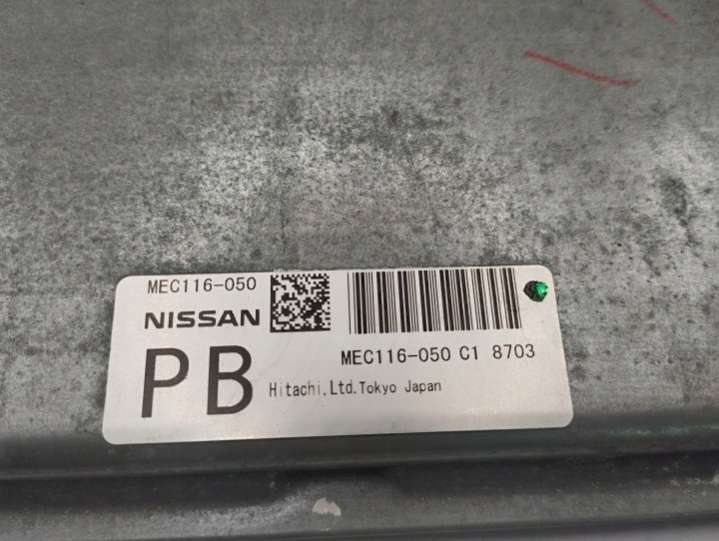 MEC116-050
NISSAN
PB
MEC116-050 C1 8703
Hitachi,Ltd.Tokyo Japan